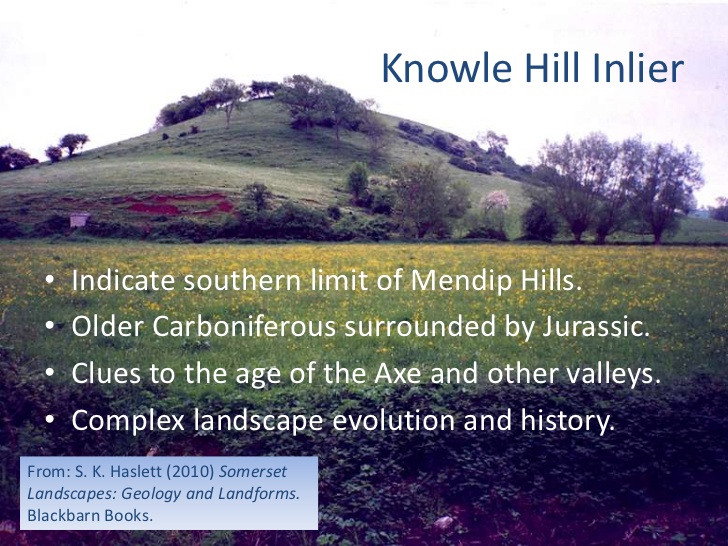 Knowle Hill Inlier
• Indicate southern limit of Mendip Hills.
• Older Carboniferous surrounded by Jurassic.
• Clues to the age of the Axe and other valleys.
• Complex landscape evolution and history.
From: S. K. Haslett (2010) Somerset
Landscapes: Geology and Landforms.
Blackbarn Books.